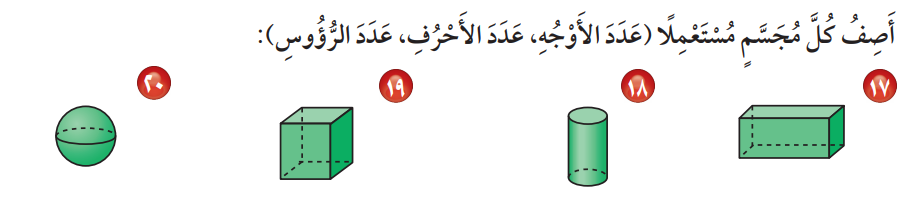 أَصِفُ كُلَّ مُجَسَّمٍ مُسْتَعْمِلًا (عَدَدَ الأَوْجُهِ، عَدَدَ الأَحْرُفِ، عَدَدَ الرُّؤُوسِ):
١٧ ١٨ ١٩ ٢٠